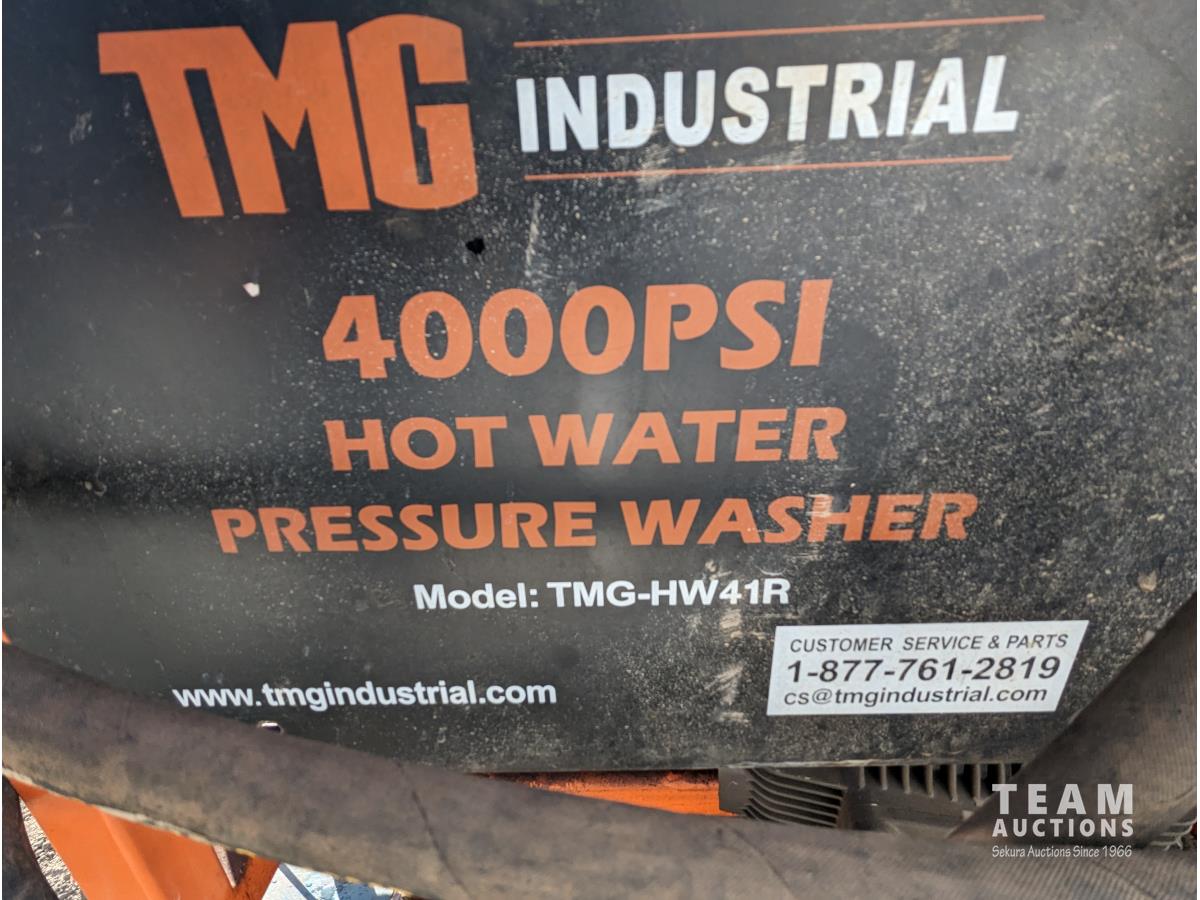 TMG INDUSTRIAL
4000PSI
HOT WATER
PRESSURE WASHER
Model: TMG-HW41R
www.tmgindustrial.com
CUSTOMER SERVICE & PARTS
1-877-761-2819
cs@tmgindustrial.com
TEAM
AUCTIONS
Sekura Auctions Since 1966